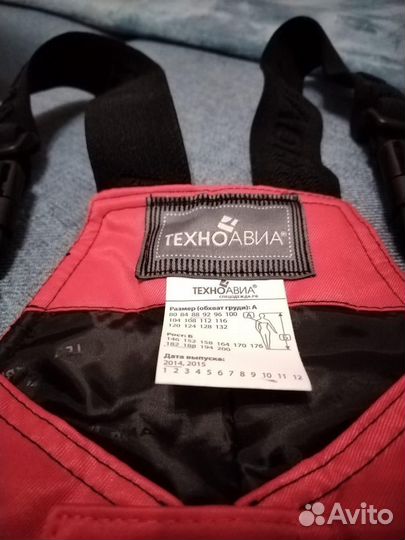 ТЕХНОАВИА®
ТЕХНОАВИА®
СПЕЦОДЕЖДА.РФ
Размер (обхват груди): А
80 84 88 92 96 100
104 108 112 116
120 124 128 132
Рост: Б
146 152 158 164 170 176
182 188 194 200
Дата выпуска:
2014, 2015
1 2 3 4 5 6 7 8 9 10 11 12
А
Б
Avito